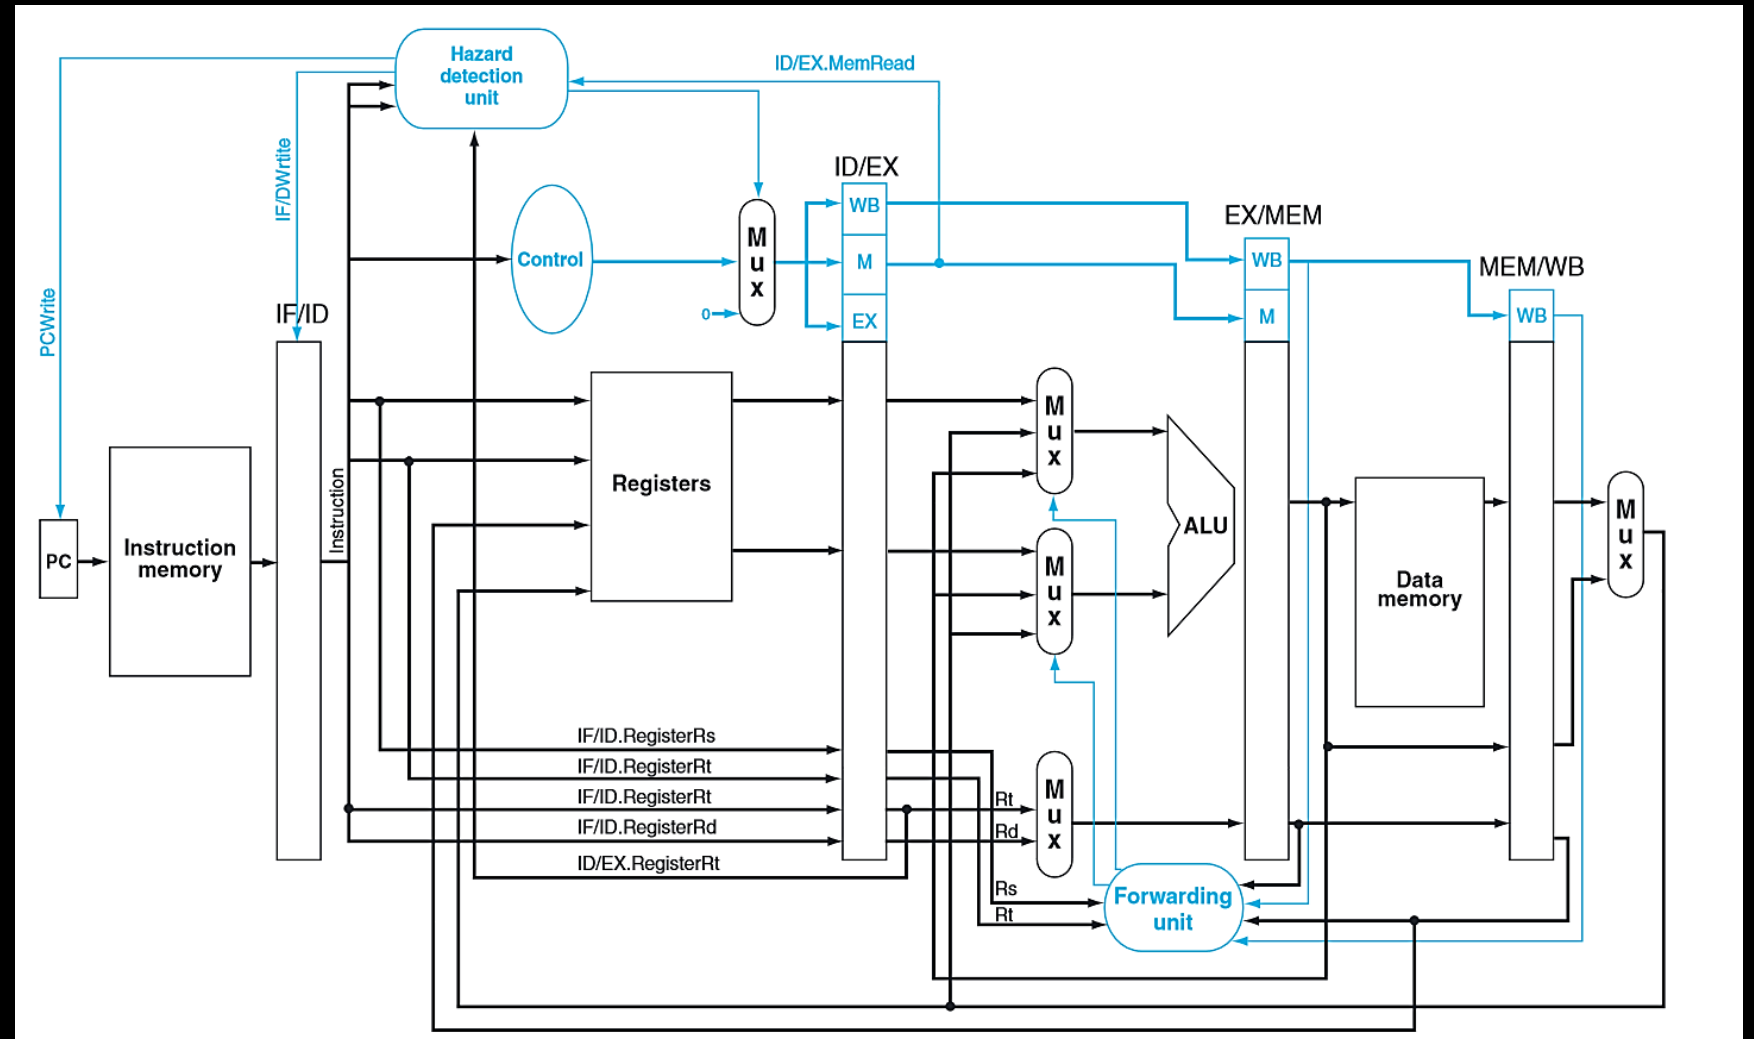 Hazard
detection
unit
ID/EX.MemRead
IF/DWrtite
PCWrite
ID/EX
WB
M
EX
Control
M
u
x
0
EX/MEM
WB
M
MEM/WB
WB
IF/ID
Instruction
PC
Instruction
memory
Registers
M
u
x
M
u
x
ALU
Data
memory
M
u
x
IF/ID.RegisterRs
IF/ID.RegisterRt
IF/ID.RegisterRt
IF/ID.RegisterRd
ID/EX.RegisterRt
Rt
Rd
M
u
x
Rs
Rt
Forwarding
unit